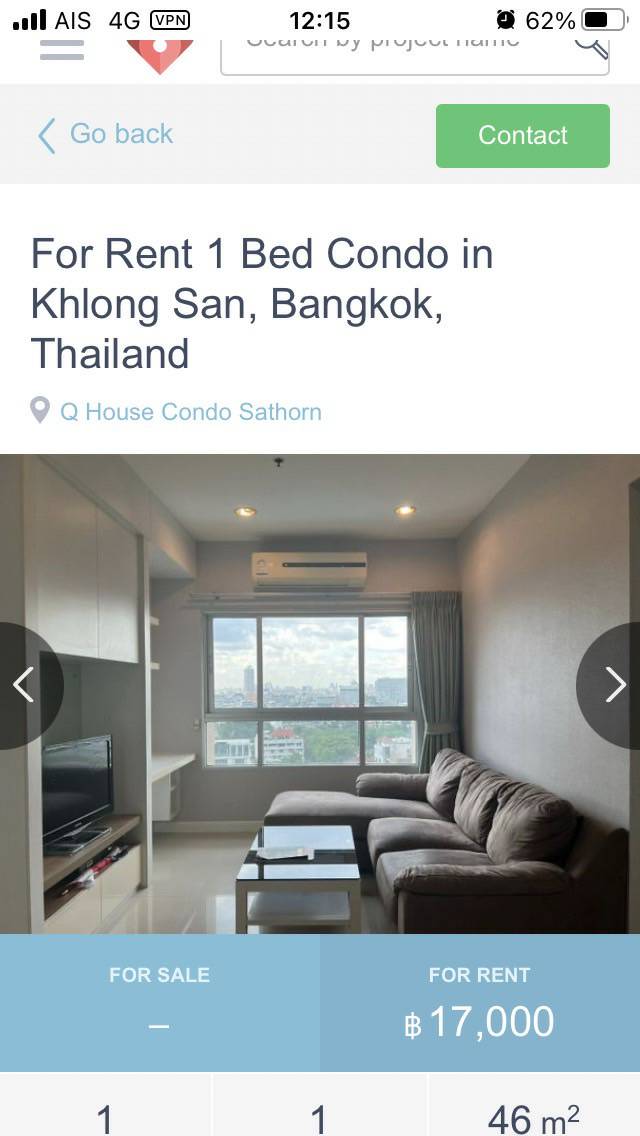 AIS 4G VPN 12:15 62%
Search by project name
Go back
Contact
For Rent 1 Bed Condo in
Khlong San, Bangkok,
Thailand
Q House Condo Sathorn
FOR SALE
–
FOR RENT
฿ 17,000
1 1 46 m²